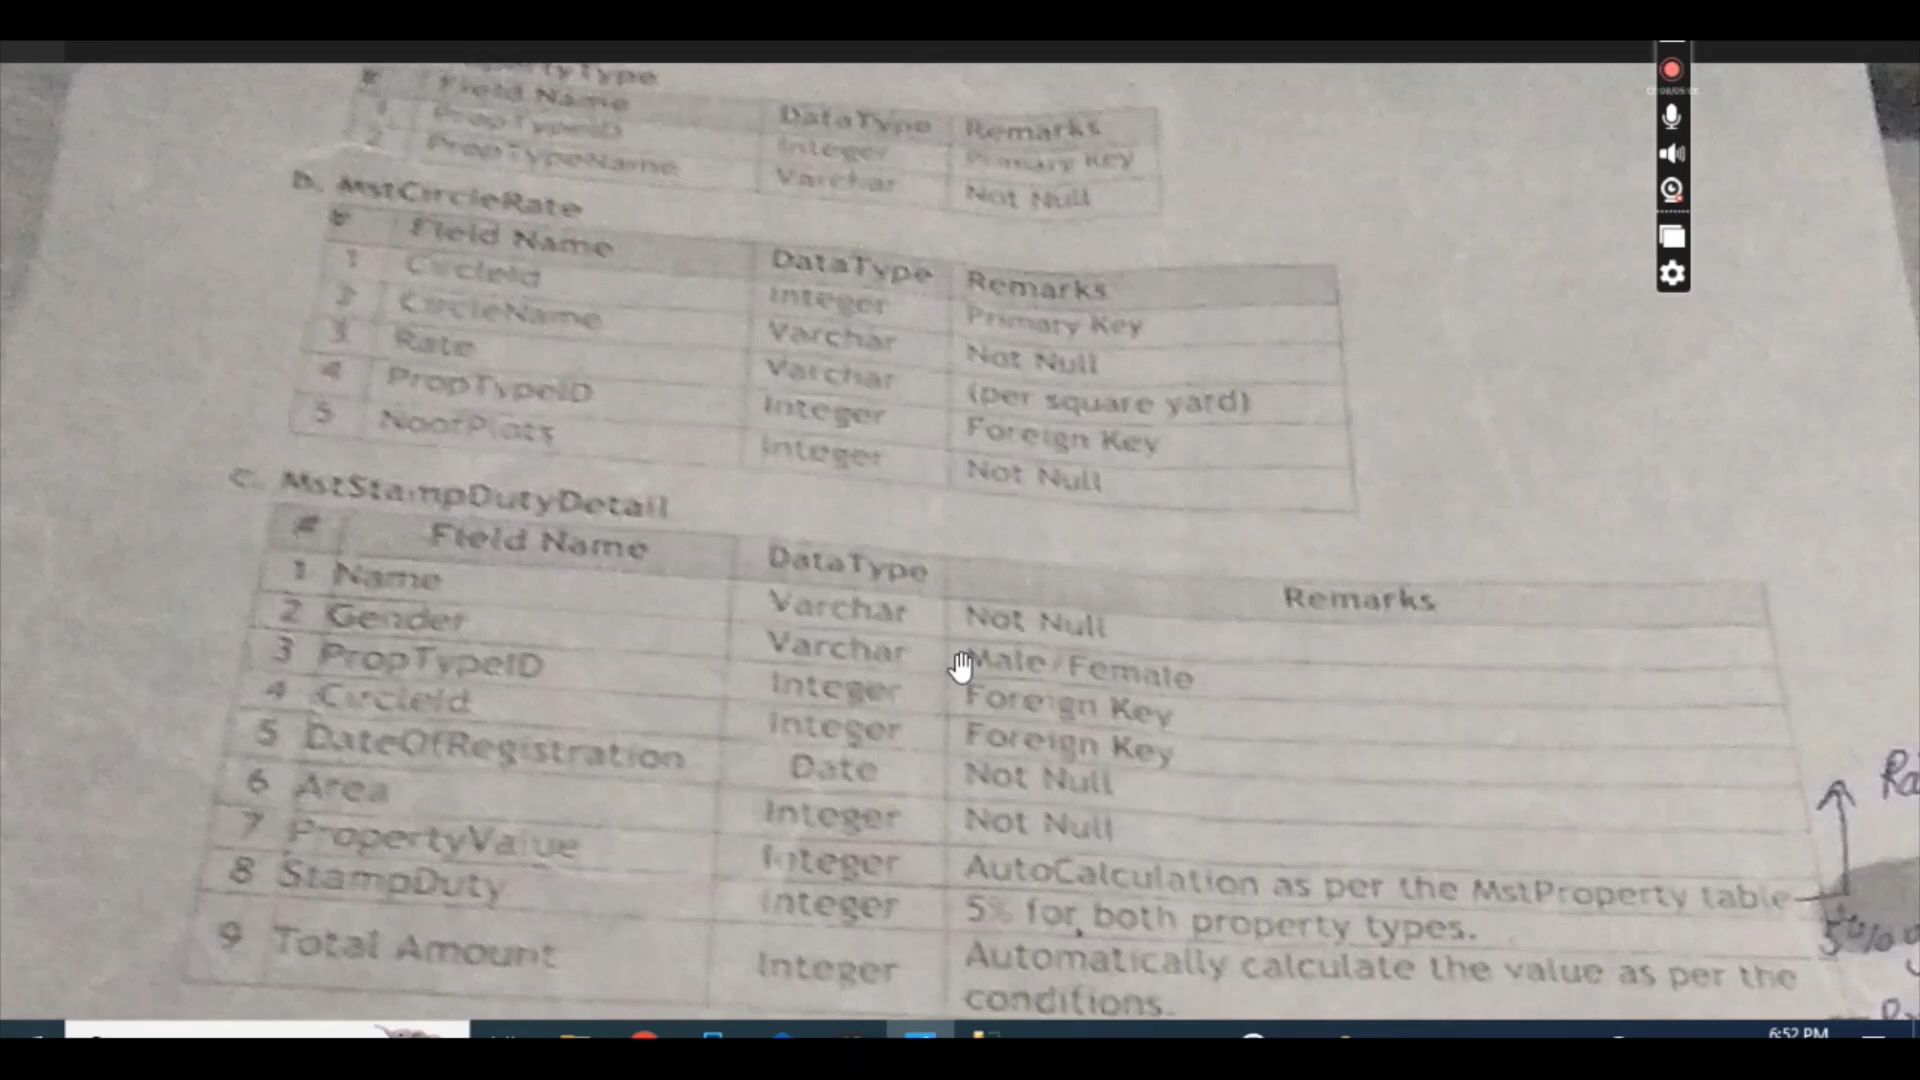 # Field Name DataType Remarks
1 PropTypeID Integer Primary Key
2 PropTypeName Varchar Not Null
b. MstCircleRate
# Field Name DataType Remarks
1 CircleId Integer Primary Key
2 CircleName Varchar Not Null
3 Rate Varchar (per square yard)
4 PropTypeID Integer Foreign Key
5 NoofPlots Integer Not Null
c. MstStampDutyDetail
# Field Name DataType Remarks
1 Name Varchar Not Null
2 Gender Varchar Male/Female
3 PropTypeID Integer Foreign Key
4 CircleId Integer Foreign Key
5 DateOfRegistration Date Not Null
6 Area Integer Not Null
7 PropertyValue Integer AutoCalculation as per the MstProperty table
8 StampDuty Integer 5% for both property types.
9 Total Amount Integer Automatically calculate the value as per the
conditions.
5%
6:52 PM